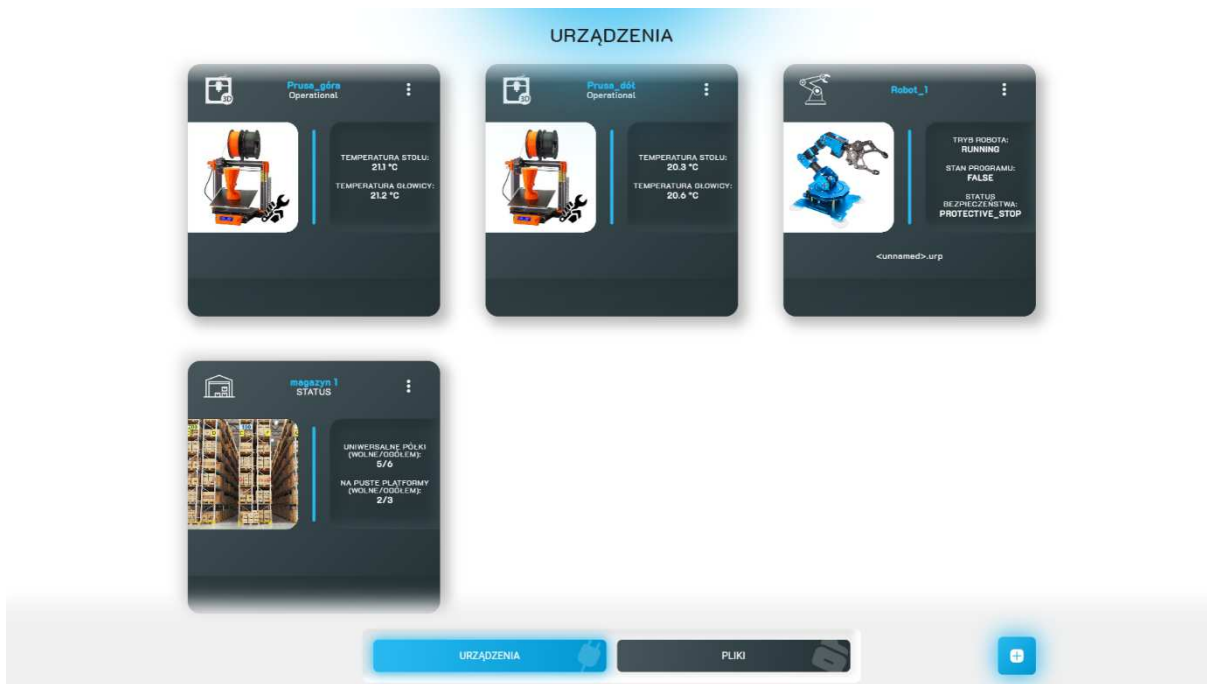 URZĄDZENIA
Prusa_góra
Operational
TEMPERATURA STOŁU:
21.1 °C
TEMPERATURA GŁOWICY:
21.2 °C
Prusa_dół
Operational
TEMPERATURA STOŁU:
20.3 °C
TEMPERATURA GŁOWICY:
20.6 °C
Robot_1
TRYB ROBOTA:
RUNNING
STAN PROGRAMU:
FALSE
STATUS
BEZPIECZEŃSTWA:
PROTECTIVE_STOP
<unnamed>.urp
magazyn 1
STATUS
UNIWERSALNE PÓŁKI
(WOLNE/OGÓŁEM):
5/6
NA PUSTE PLATFORMY
(WOLNE/OGÓŁEM):
2/3
URZĄDZENIA
PLIKI